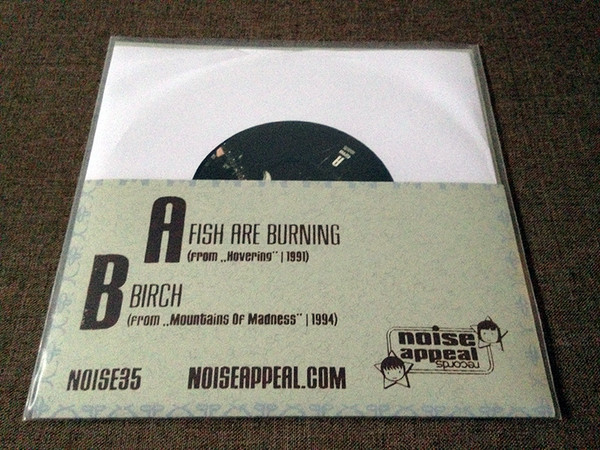 A FISH ARE BURNING
(from „Hovering" | 1991)
B BIRCH
(from „Mountains Of Madness" | 1994)
noise
appeal
records
NOISE35 NOISEAPPEAL.COM